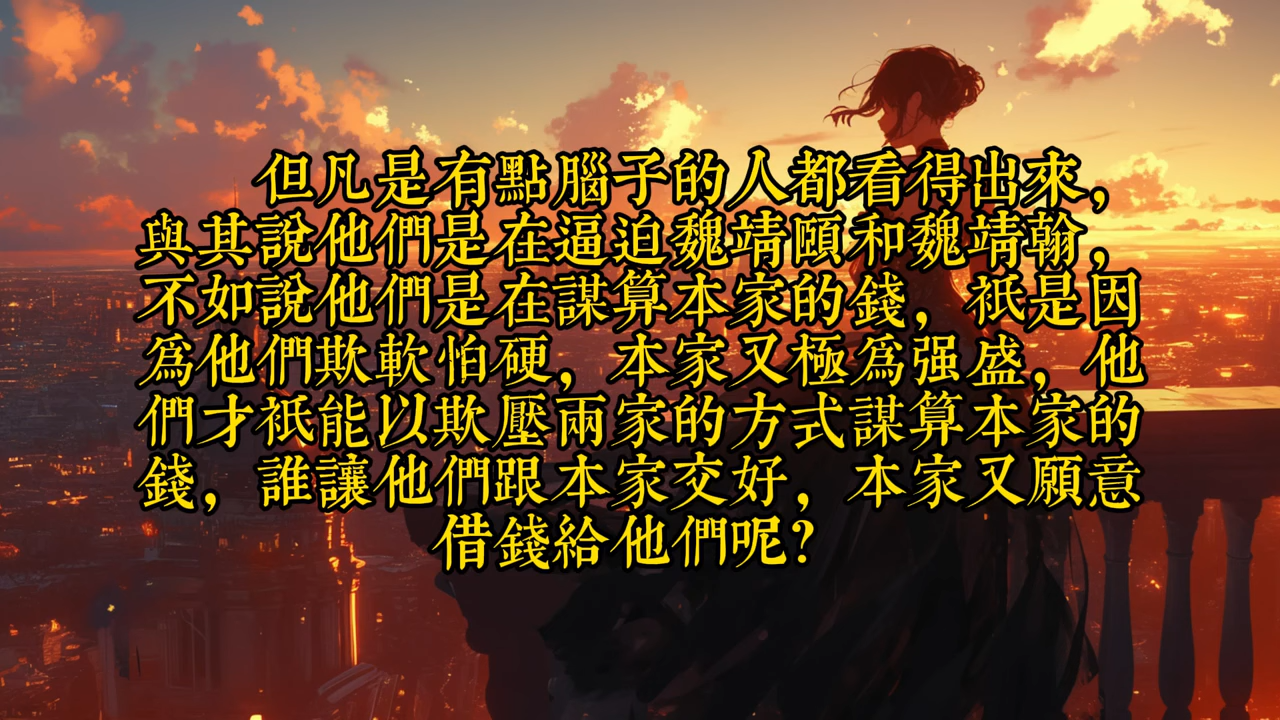 但凡是有點腦子的人都看得出來，
與其說他們是在逼迫魏靖頤和魏靖翰，
不如說他們是在謀算本家的錢，祇是因
爲他們欺軟怕硬，本家又極爲强盛，他
們才祇能以欺壓兩家的方式謀算本家的
錢，誰讓他們跟本家交好，本家又願意
借錢給他們呢？